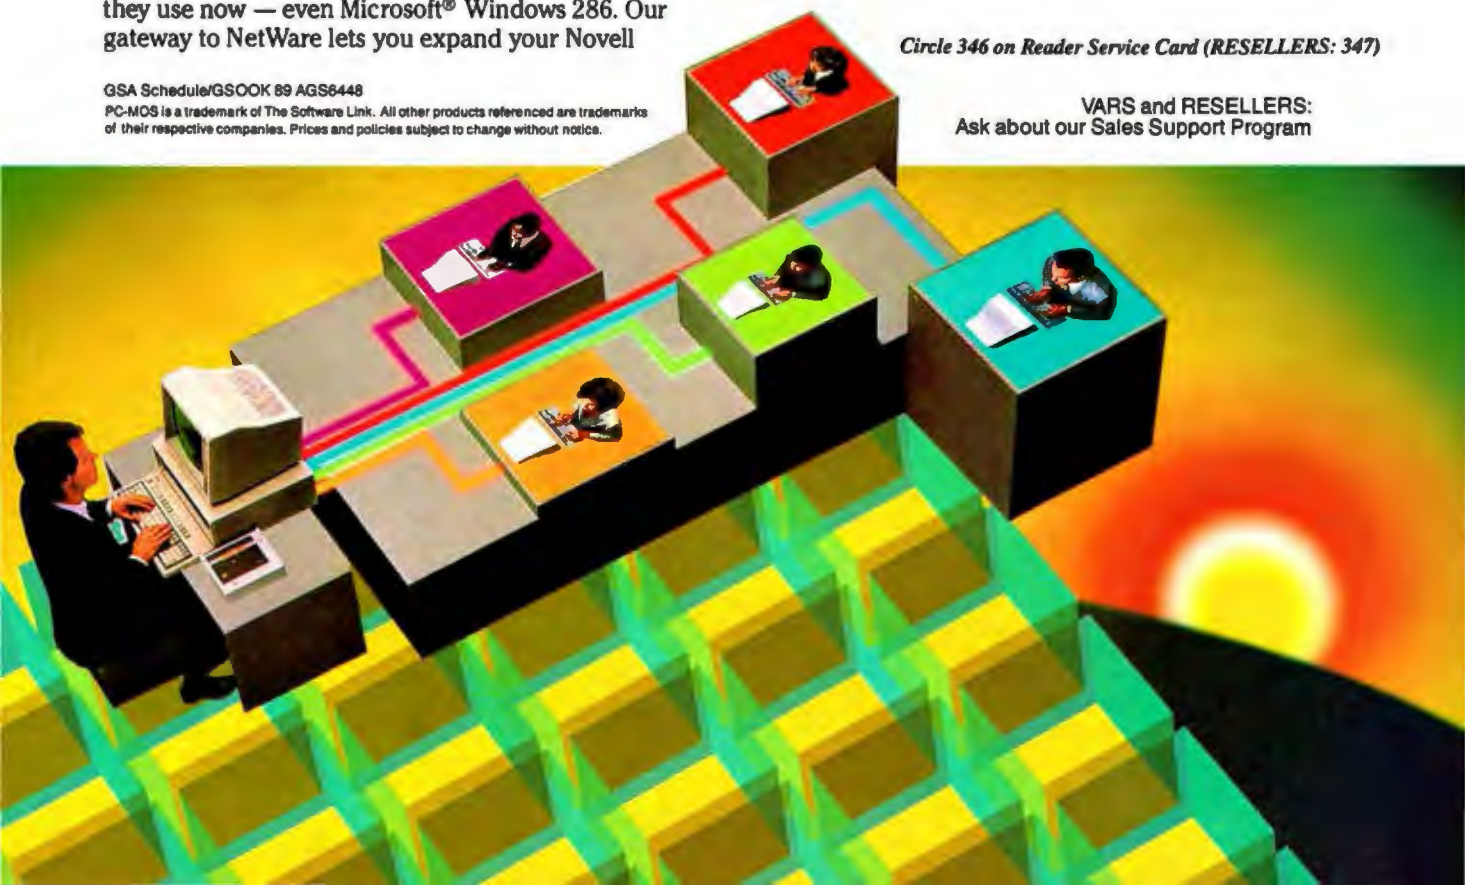 they use now — even Microsoft® Windows 286. Our
gateway to NetWare lets you expand your Novell
GSA Schedule/GSOOK 89 AGS6448
PC-MOS is a trademark of The Software Link. All other products referenced are trademarks
of their respective companies. Prices and policies subject to change without notice.
Circle 346 on Reader Service Card (RESELLERS: 347)
VARS and RESELLERS:
Ask about our Sales Support Program